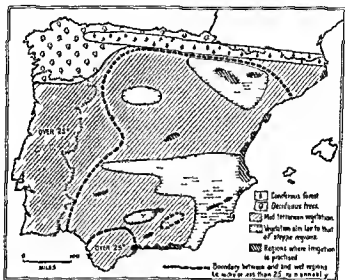 OVER 25"
Coniferous forest
Deciduous trees
Mediterranean vegetation
Vegetation similar to that
of steppe regions
Regions where irrigation
is practised
OVER 25"
MILES
Boundary between arid and wet regions